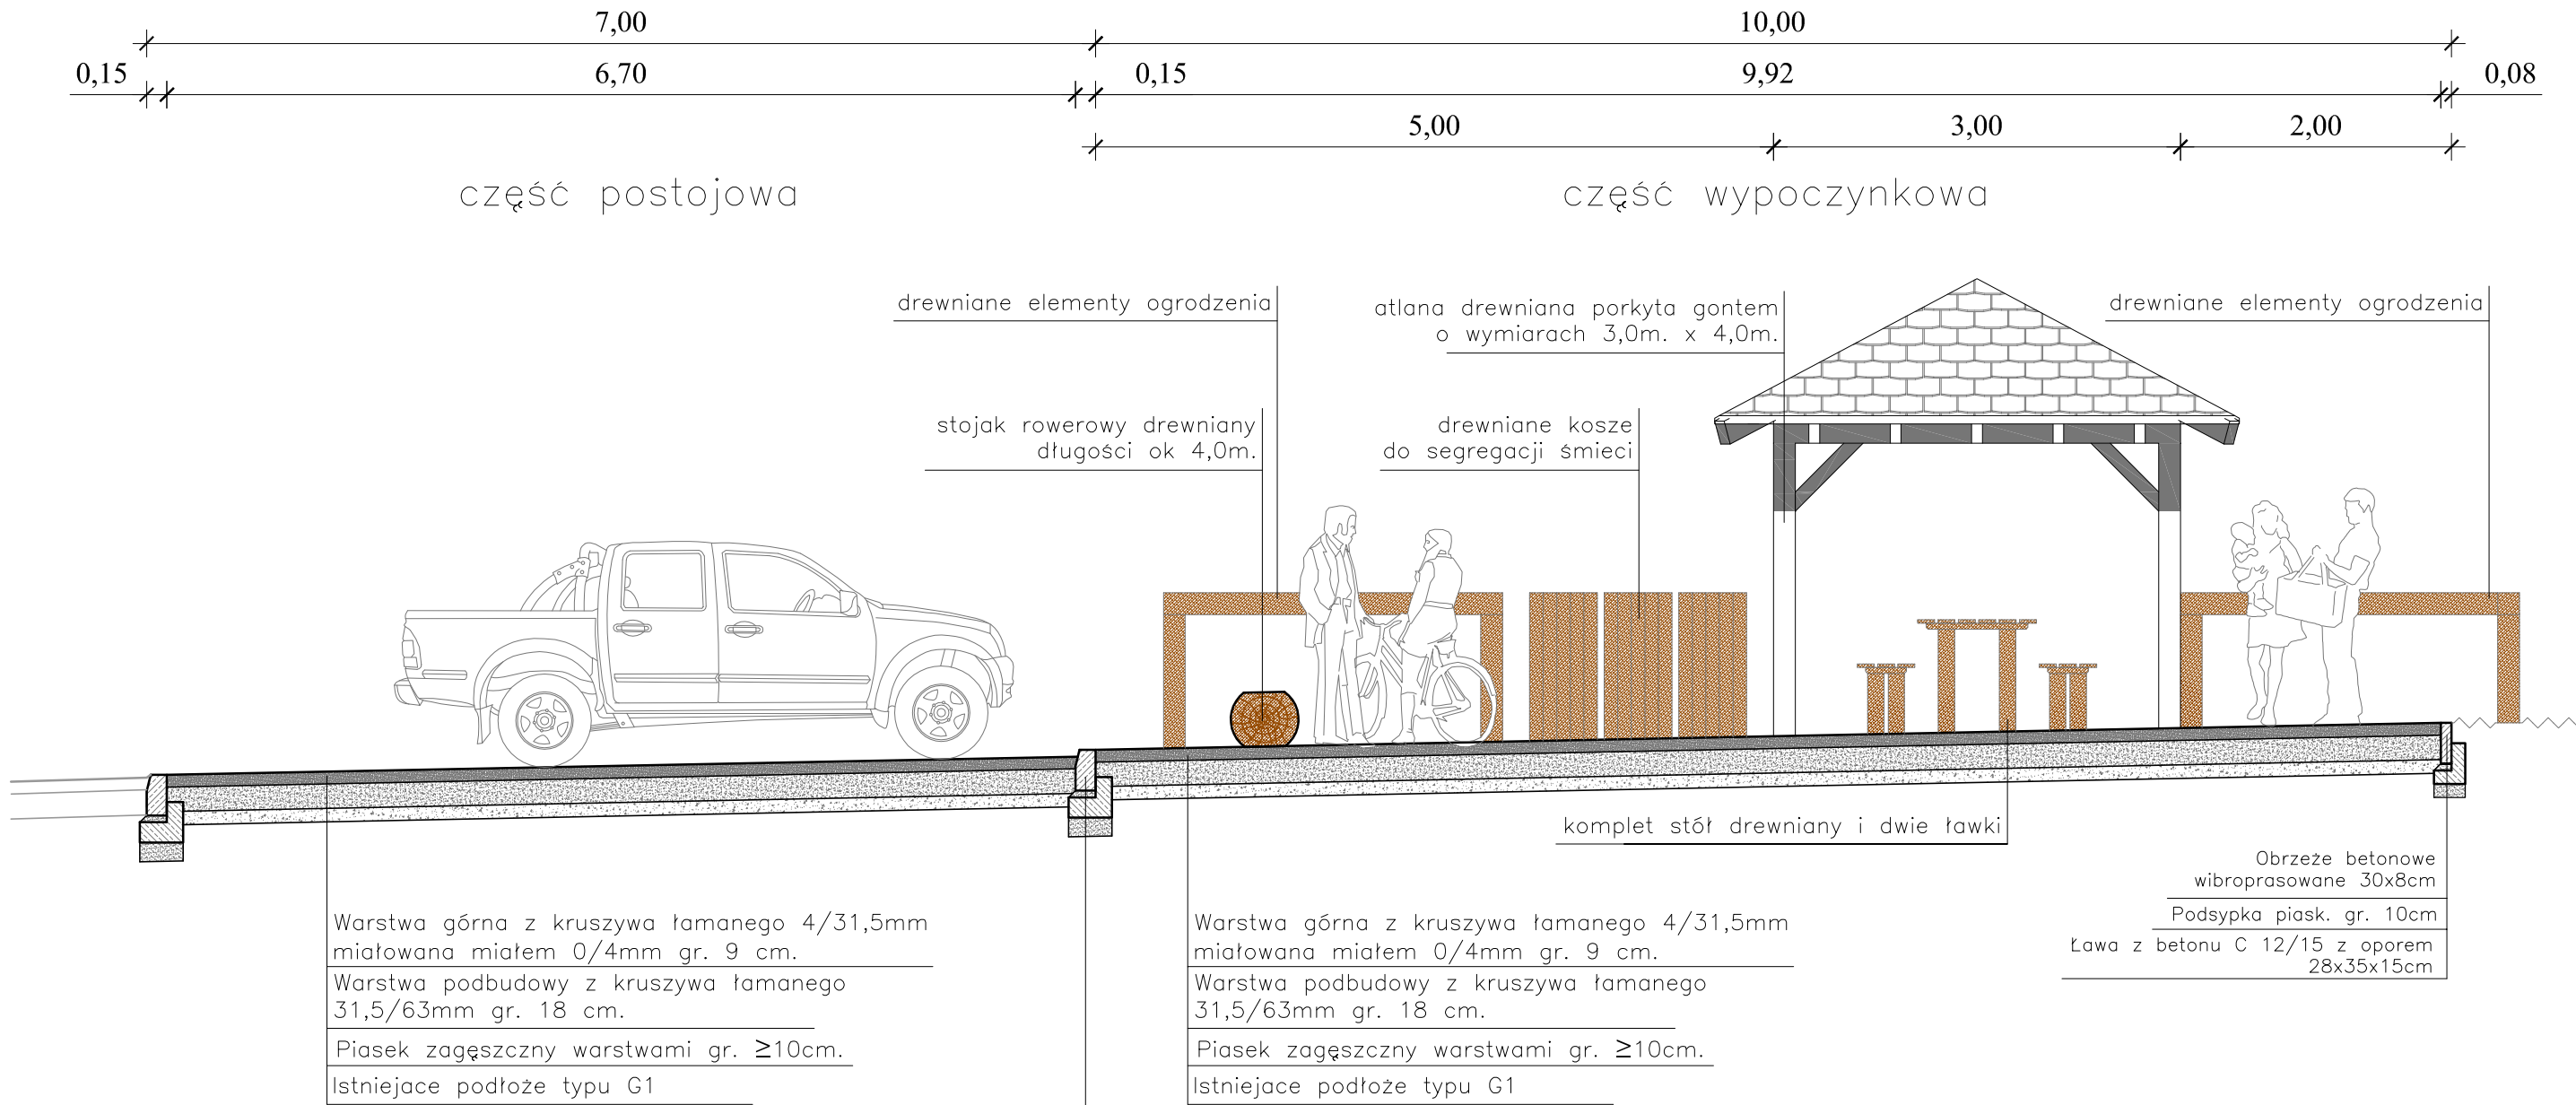 7,00 10,00
0,15 6,70 0,15 9,92 0,08
5,00 3,00 2,00
część postojowa
część wypoczynkowa
drewniane elementy ogrodzenia
atlana drewniana porkyta gontem
o wymiarach 3,0m. x 4,0m.
drewniane elementy ogrodzenia
stojak rowerowy drewniany
długości ok 4,0m.
drewniane kosze
do segregacji śmieci
komplet stół drewniany i dwie ławki
Warstwa górna z kruszywa łamanego 4/31,5mm
miałowana miałem 0/4mm gr. 9 cm.
Warstwa podbudowy z kruszywa łamanego
31,5/63mm gr. 18 cm.
Piasek zagęszczny warstwami gr. ≥10cm.
Istniejace podłoże typu G1
Warstwa górna z kruszywa łamanego 4/31,5mm
miałowana miałem 0/4mm gr. 9 cm.
Warstwa podbudowy z kruszywa łamanego
31,5/63mm gr. 18 cm.
Piasek zagęszczny warstwami gr. ≥10cm.
Istniejace podłoże typu G1
Obrzeże betonowe
wibroprasowane 30x8cm
Podsypka piask. gr. 10cm
Ława z betonu C 12/15 z oporem
28x35x15cm